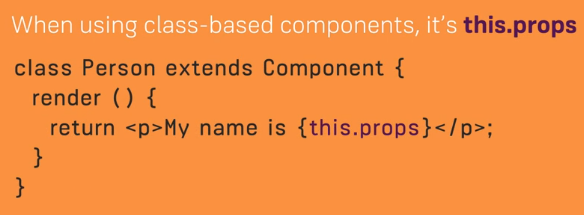 When using class-based components, it's this.props
class Person extends Component {
render () {
return <p>My name is {this.props}</p>;
}
}